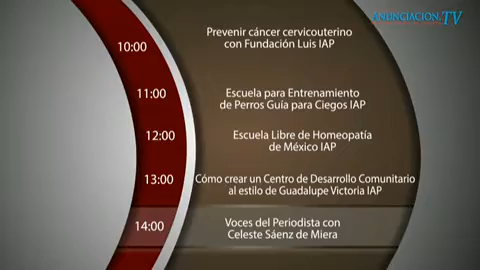 ANUNCIACION.TV
10:00
Prevenir cáncer cervicouterino
con Fundación Luis IAP
11:00
Escuela para Entrenamiento
de Perros Guía para Ciegos IAP
12:00
Escuela Libre de Homeopatía
de México IAP
13:00
Cómo crear un Centro de Desarrollo Comunitario
al estilo de Guadalupe Victoria IAP
14:00
Voces del Periodista con
Celeste Sáenz de Miera